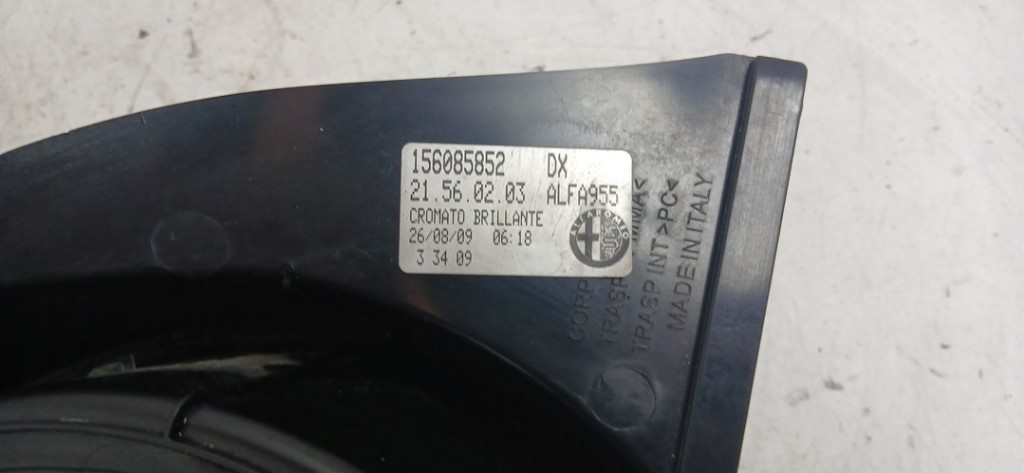 156085852 DX
21.56.02.03 ALFA955
CROMATO BRILLANTE
26/08/09 06:18
3 34 09
TRASP INT >PC<
MADE IN ITALY